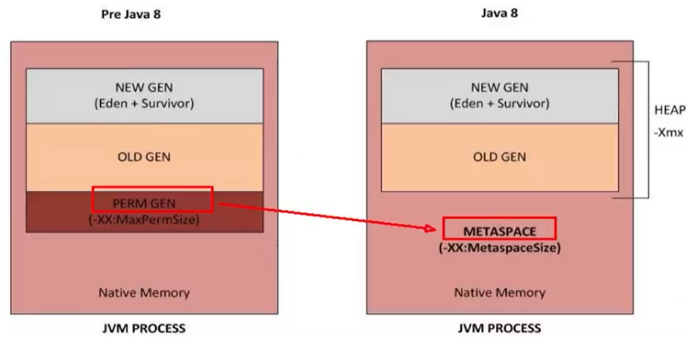 Pre Java 8
NEW GEN
(Eden + Survivor)
OLD GEN
PERM GEN
(-XX:MaxPermSize)
Native Memory
JVM PROCESS
Java 8
NEW GEN
(Eden + Survivor)
OLD GEN
HEAP
-Xmx
METASPACE
(-XX:MetaspaceSize)
Native Memory
JVM PROCESS